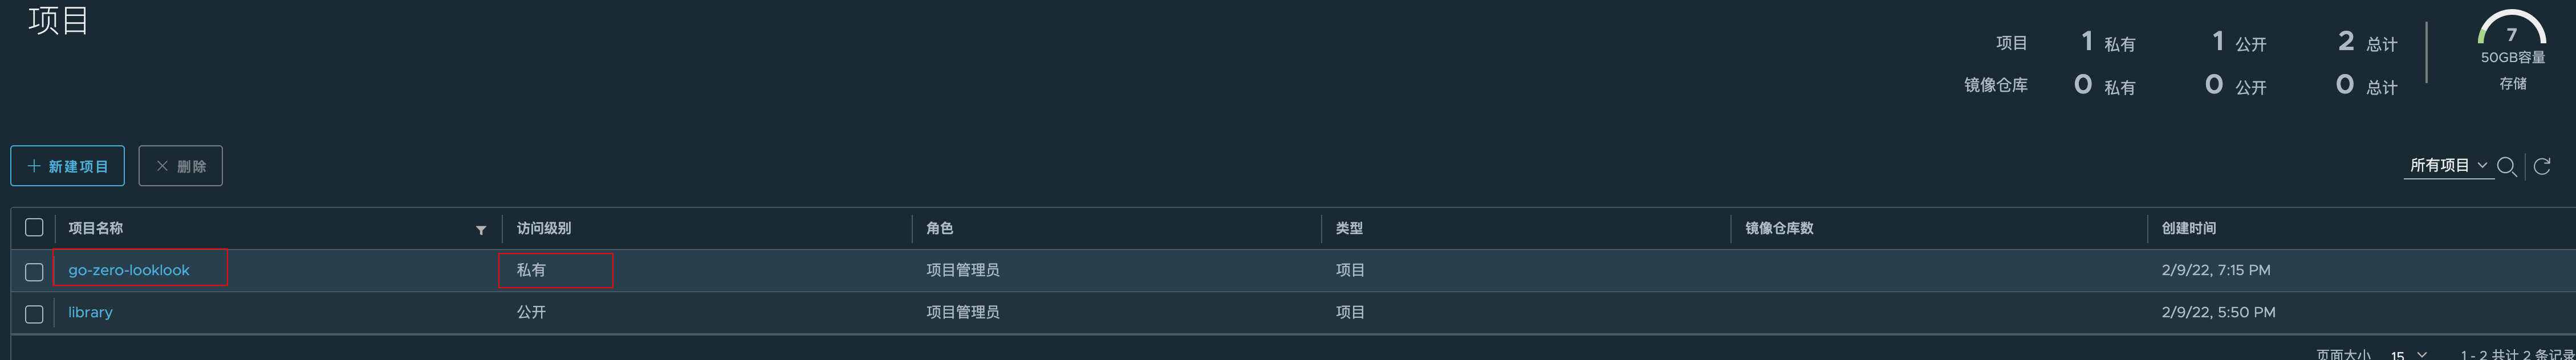 项目
项目 1 私有 1 公开 2 总计
镜像仓库 0 私有 0 公开 0 总计
7
50GB容量
存储
新建项目 删除
所有项目
项目名称 访问级别 角色 类型 镜像仓库数 创建时间
go-zero-looklook 私有 项目管理员 项目 2/9/22, 7:15 PM
library 公开 项目管理员 项目 2/9/22, 5:50 PM
页面大小 15 1 - 2 共计 2 条记录